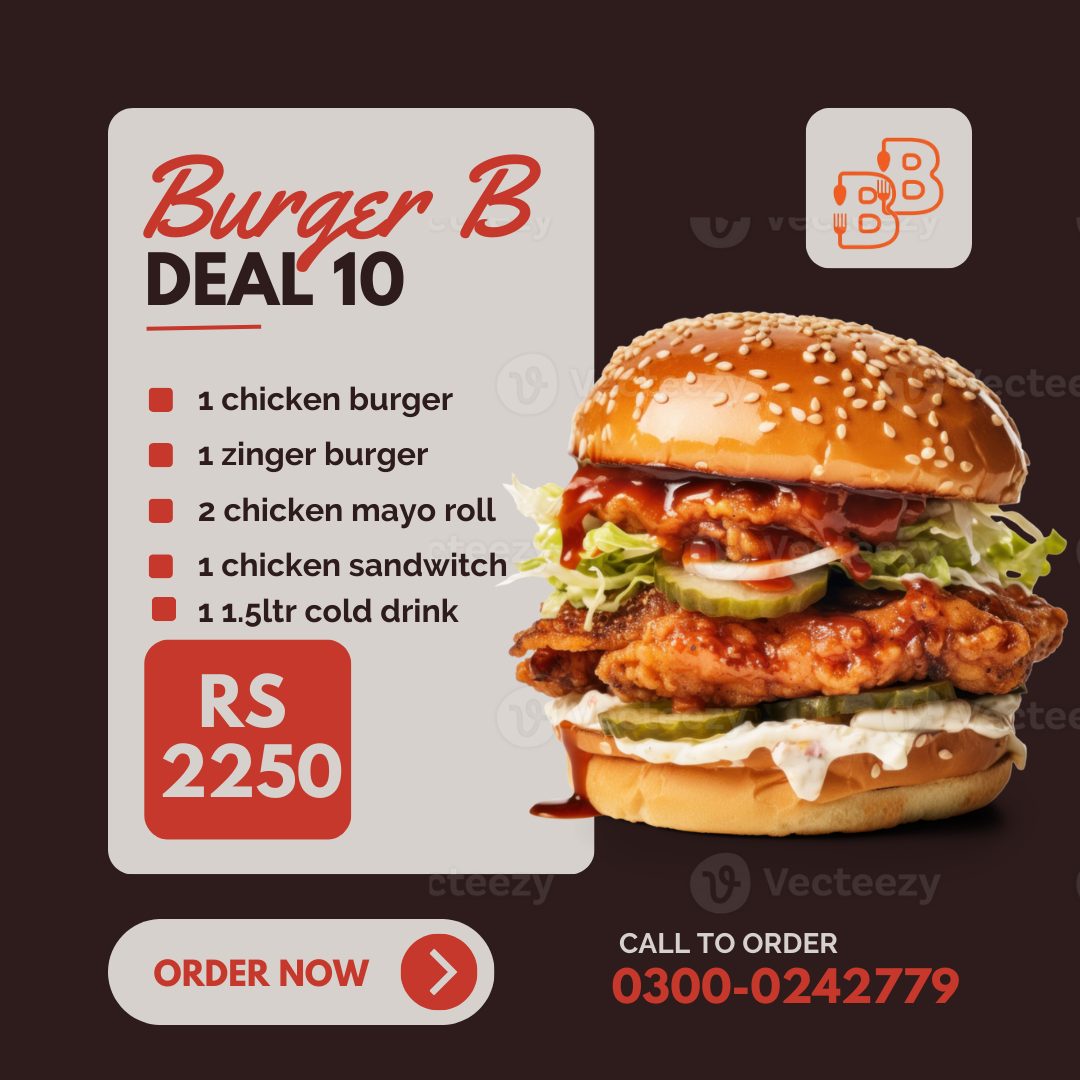 Burger B
DEAL 10
B
B
1 chicken burger
1 zinger burger
2 chicken mayo roll
1 chicken sandwitch
1 1.5ltr cold drink
RS
2250
ORDER NOW
CALL TO ORDER
0300-0242779
Vecteezy